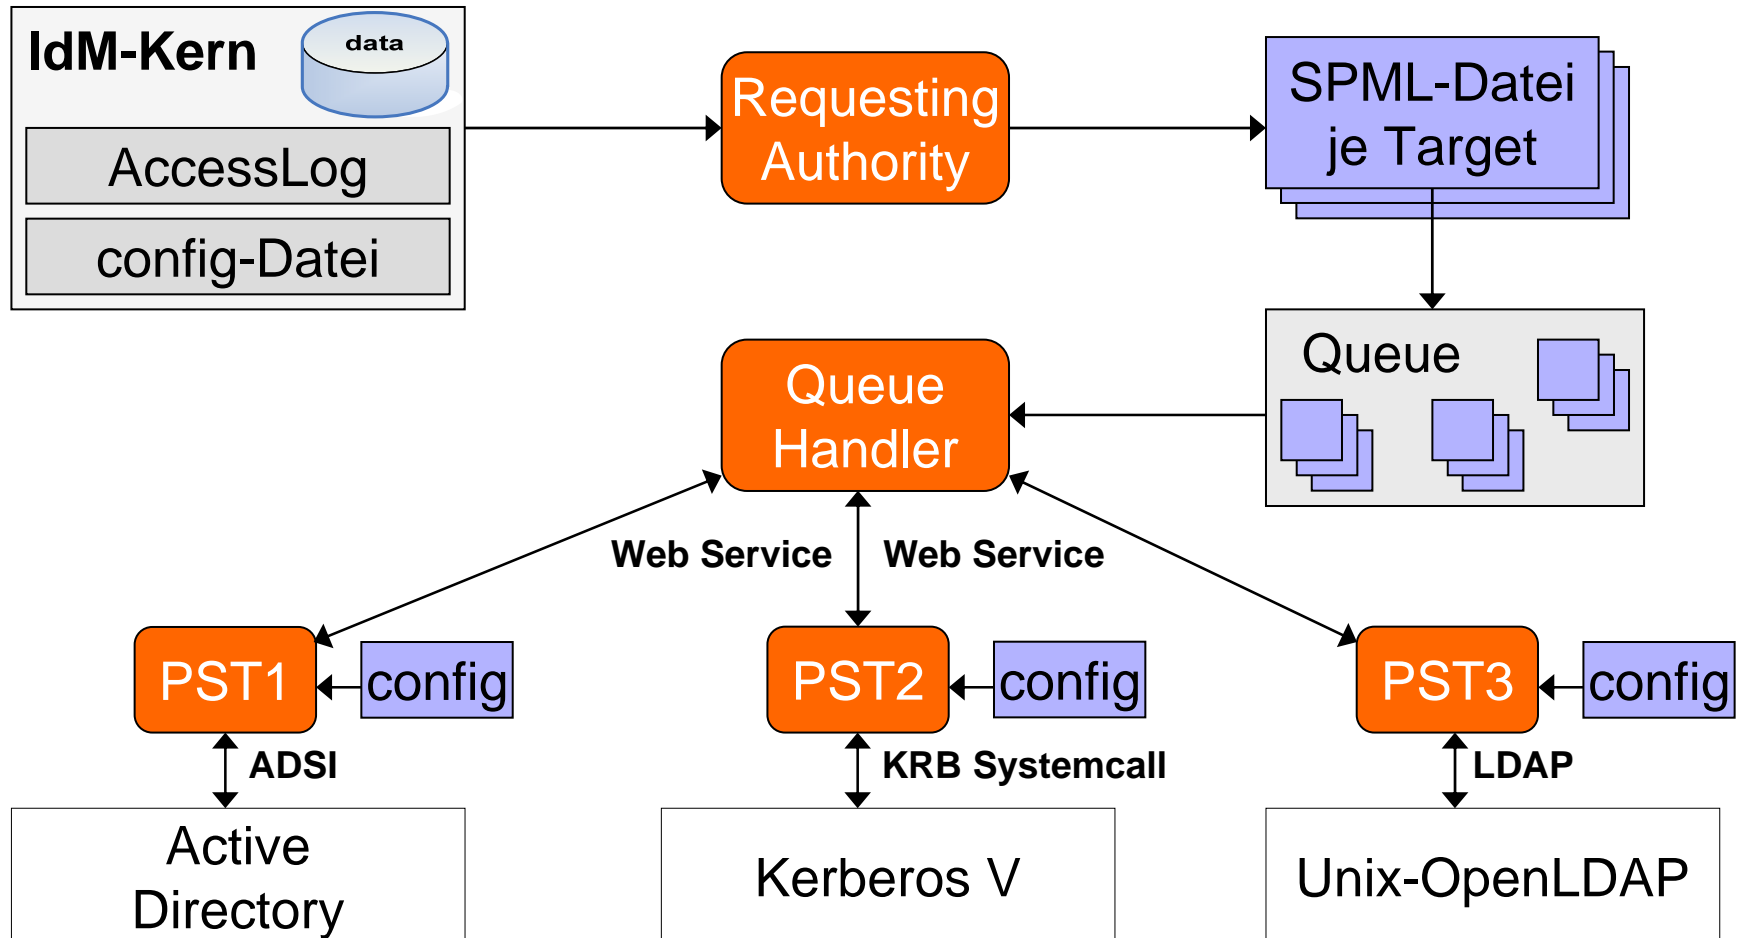 IdM-Kern
data
AccessLog
config-Datei
Requesting
Authority
SPML-Datei
je Target
Queue
Queue
Handler
Web Service
Web Service
PST1
config
PST2
config
PST3
config
ADSI
KRB Systemcall
LDAP
Active
Directory
Kerberos V
Unix-OpenLDAP